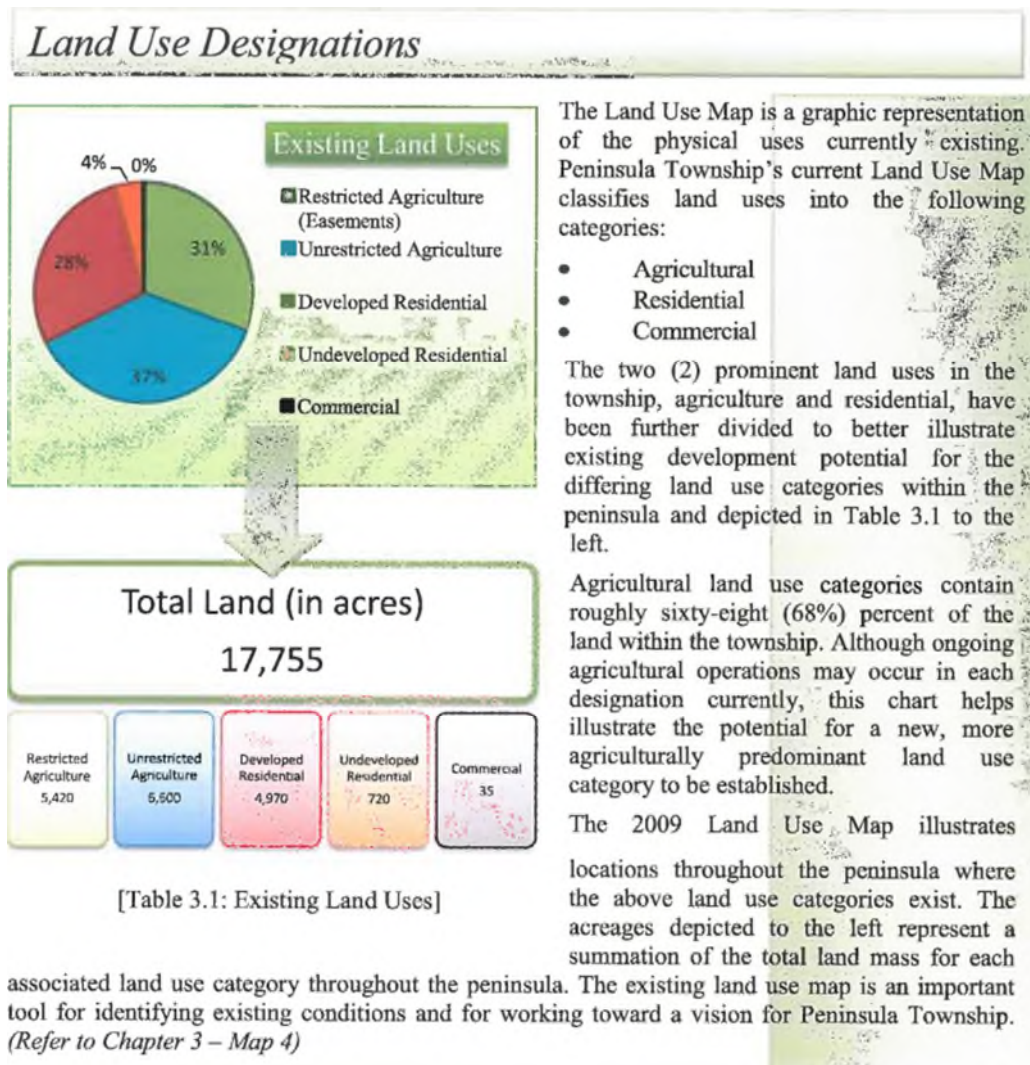 Land Use Designations
Existing Land Uses
4%
0%
31%
28%
37%
Restricted Agriculture
(Easements)
Unrestricted Agriculture
Developed Residential
Undeveloped Residential
Commercial
Total Land (in acres)
17,755
Restricted
Agriculture
5,420
Unrestricted
Agriculture
6,600
Developed
Residential
4,970
Undeveloped
Residential
720
Commercial
35
[Table 3.1: Existing Land Uses]
The Land Use Map is a graphic representation
of the physical uses currently existing.
Peninsula Township's current Land Use Map
classifies land uses into the following
categories:
• Agricultural
• Residential
• Commercial
The two (2) prominent land uses in the
township, agriculture and residential, have
been further divided to better illustrate
existing development potential for the
differing land use categories within the
peninsula and depicted in Table 3.1 to the
left.
Agricultural land use categories contain
roughly sixty-eight (68%) percent of the
land within the township. Although ongoing
agricultural operations may occur in each
designation currently, this chart helps
illustrate the potential for a new, more
agriculturally predominant land use
category to be established.
The 2009 Land Use Map illustrates
locations throughout the peninsula where
the above land use categories exist. The
acreages depicted to the left represent a
summation of the total land mass for each
associated land use category throughout the peninsula. The existing land use map is an important
tool for identifying existing conditions and for working toward a vision for Peninsula Township.
(Refer to Chapter 3 – Map 4)